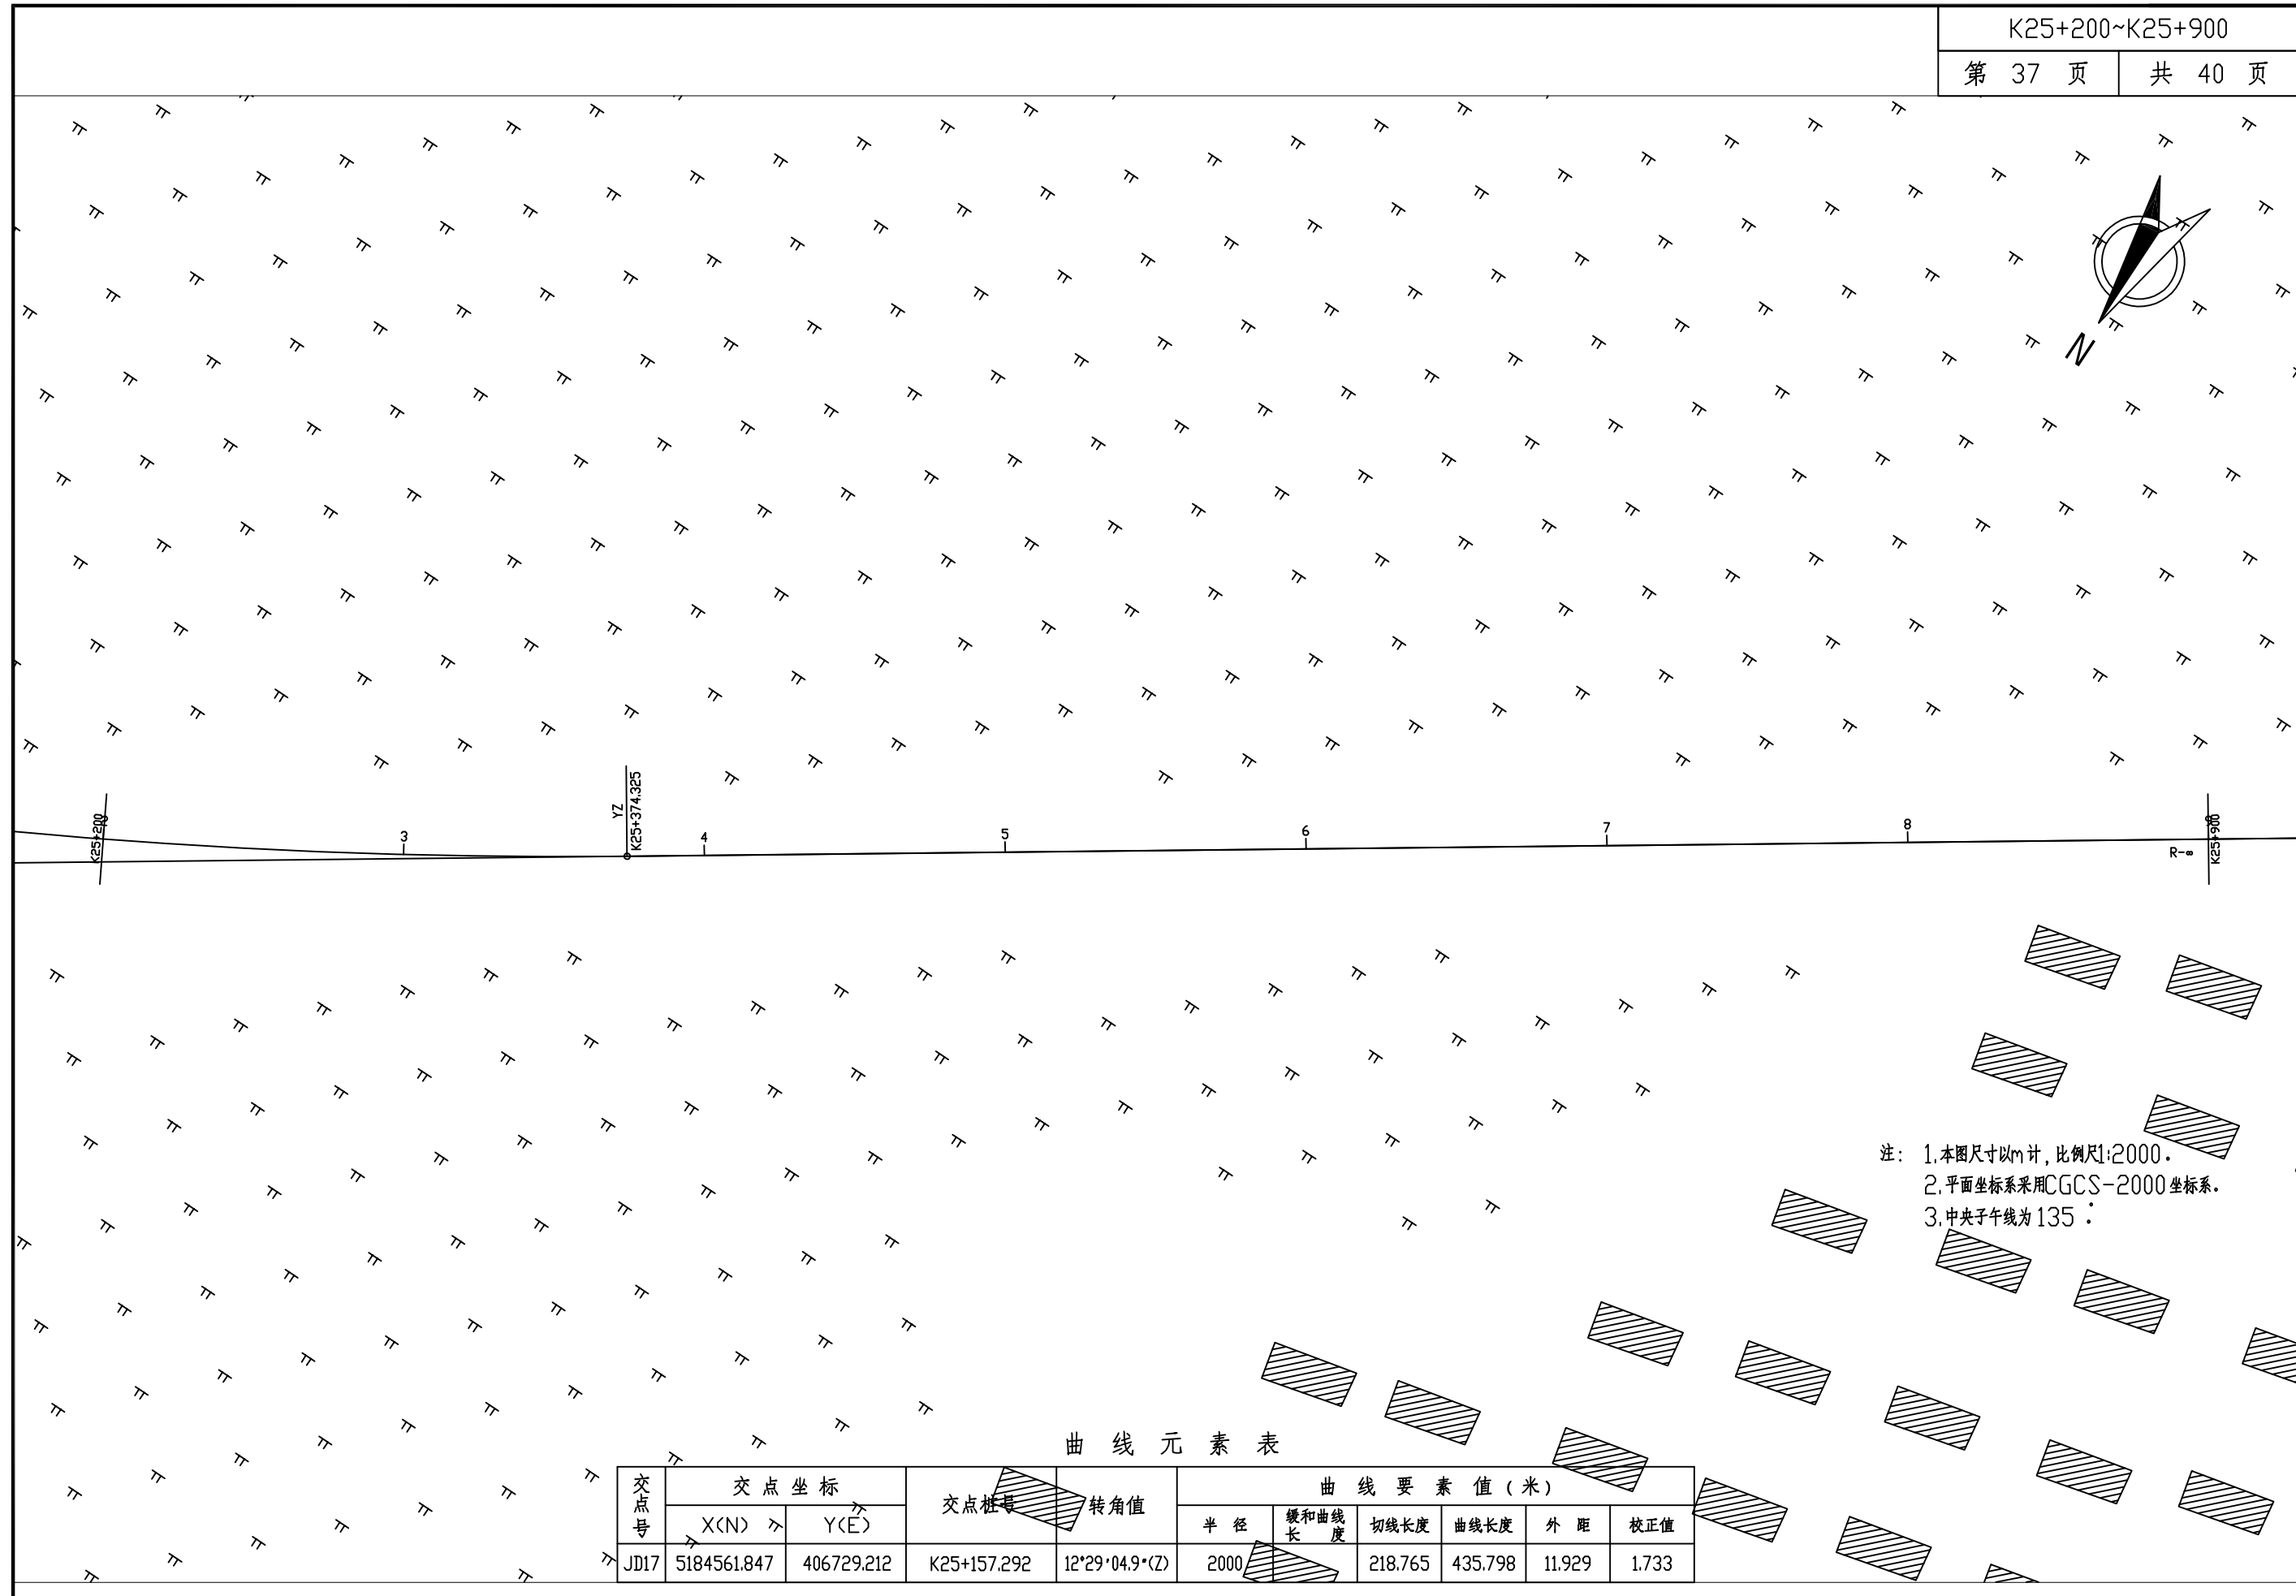 K25+200~K25+900
第 37 页 共 40 页
N
K25+200
2
3
YZ
K25+374.325
4
5
6
7
8
R-∞
9
K25+900
注: 1.本图尺寸以m计,比例尺1:2000.
2.平面坐标系采用CGCS-2000坐标系.
3.中央子午线为135°.
曲 线 元 素 表
交点号 交点坐标 交点桩号 转角值 曲 线 要 素 值(米)
X(N) Y(E) 半 径 缓和曲线长 度 切线长度 曲线长度 外 距 校正值
JD17 5184561.847 406729.212 K25+157.292 12°29'04.9"(Z) 2000 218.765 435.798 11.929 1.733